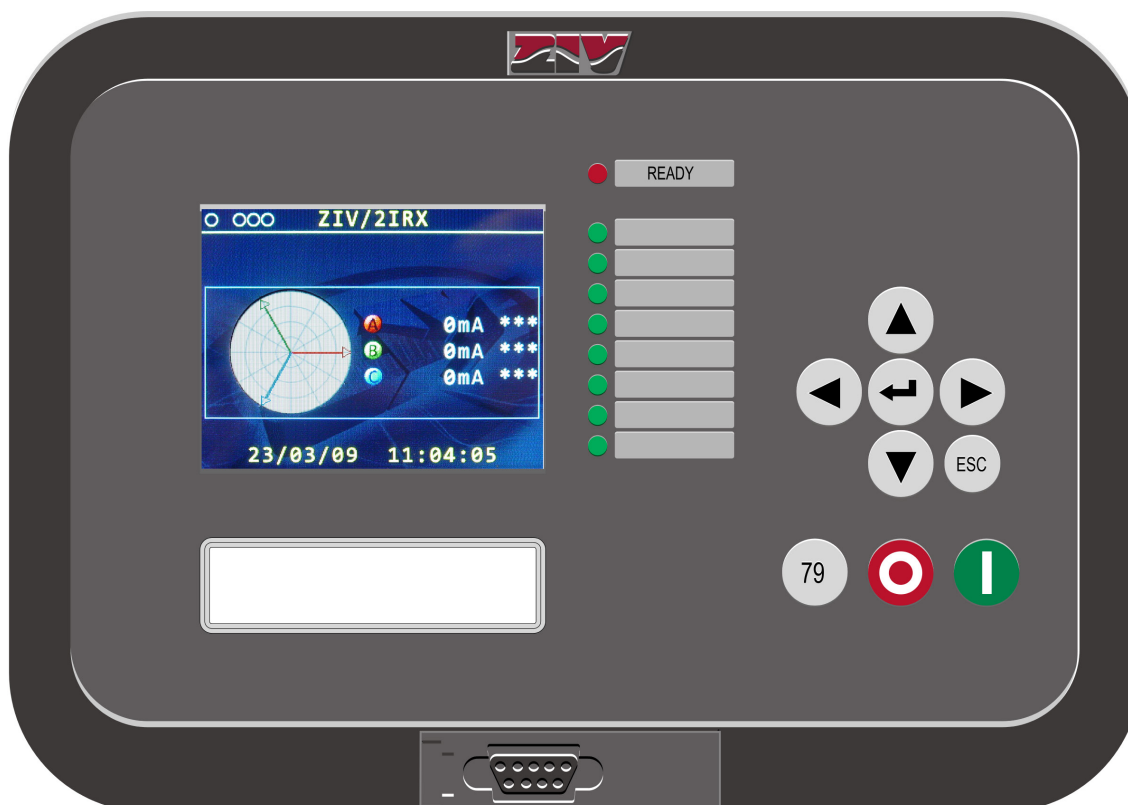 ZIV
READY
ZIV/2IRX
A 0mA ***
B 0mA ***
C 0mA ***
23/03/09 11:04:05
ESC
79